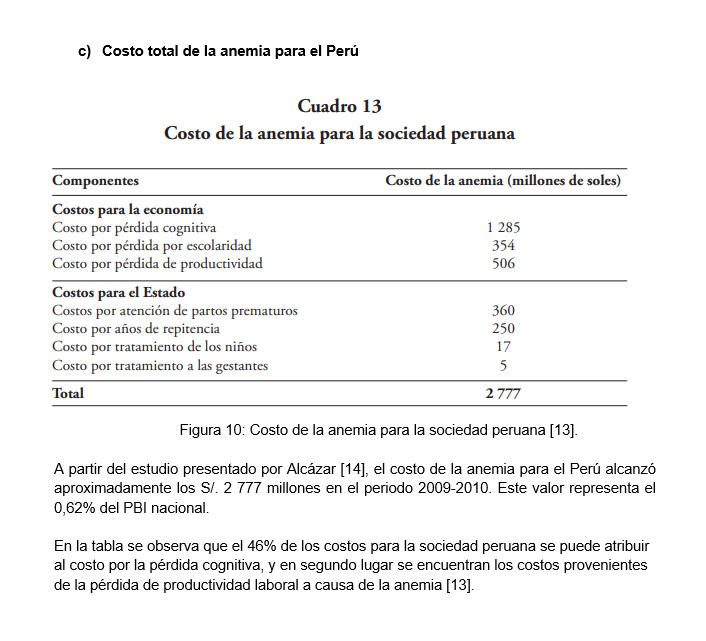 c) Costo total de la anemia para el Perú
Cuadro 13
Costo de la anemia para la sociedad peruana
Componentes Costo de la anemia (millones de soles)
Costos para la economía
Costo por pérdida cognitiva 1 285
Costo por pérdida por escolaridad 354
Costo por pérdida de productividad 506
Costos para el Estado
Costos por atención de partos prematuros 360
Costo por años de repitencia 250
Costo por tratamiento de los niños 17
Costo por tratamiento a las gestantes 5
Total 2 777
Figura 10: Costo de la anemia para la sociedad peruana [13].
A partir del estudio presentado por Alcázar [14], el costo de la anemia para el Perú alcanzó
aproximadamente los S/. 2 777 millones en el periodo 2009-2010. Este valor representa el
0,62% del PBI nacional.
En la tabla se observa que el 46% de los costos para la sociedad peruana se puede atribuir
al costo por la pérdida cognitiva, y en segundo lugar se encuentran los costos provenientes
de la pérdida de productividad laboral a causa de la anemia [13].